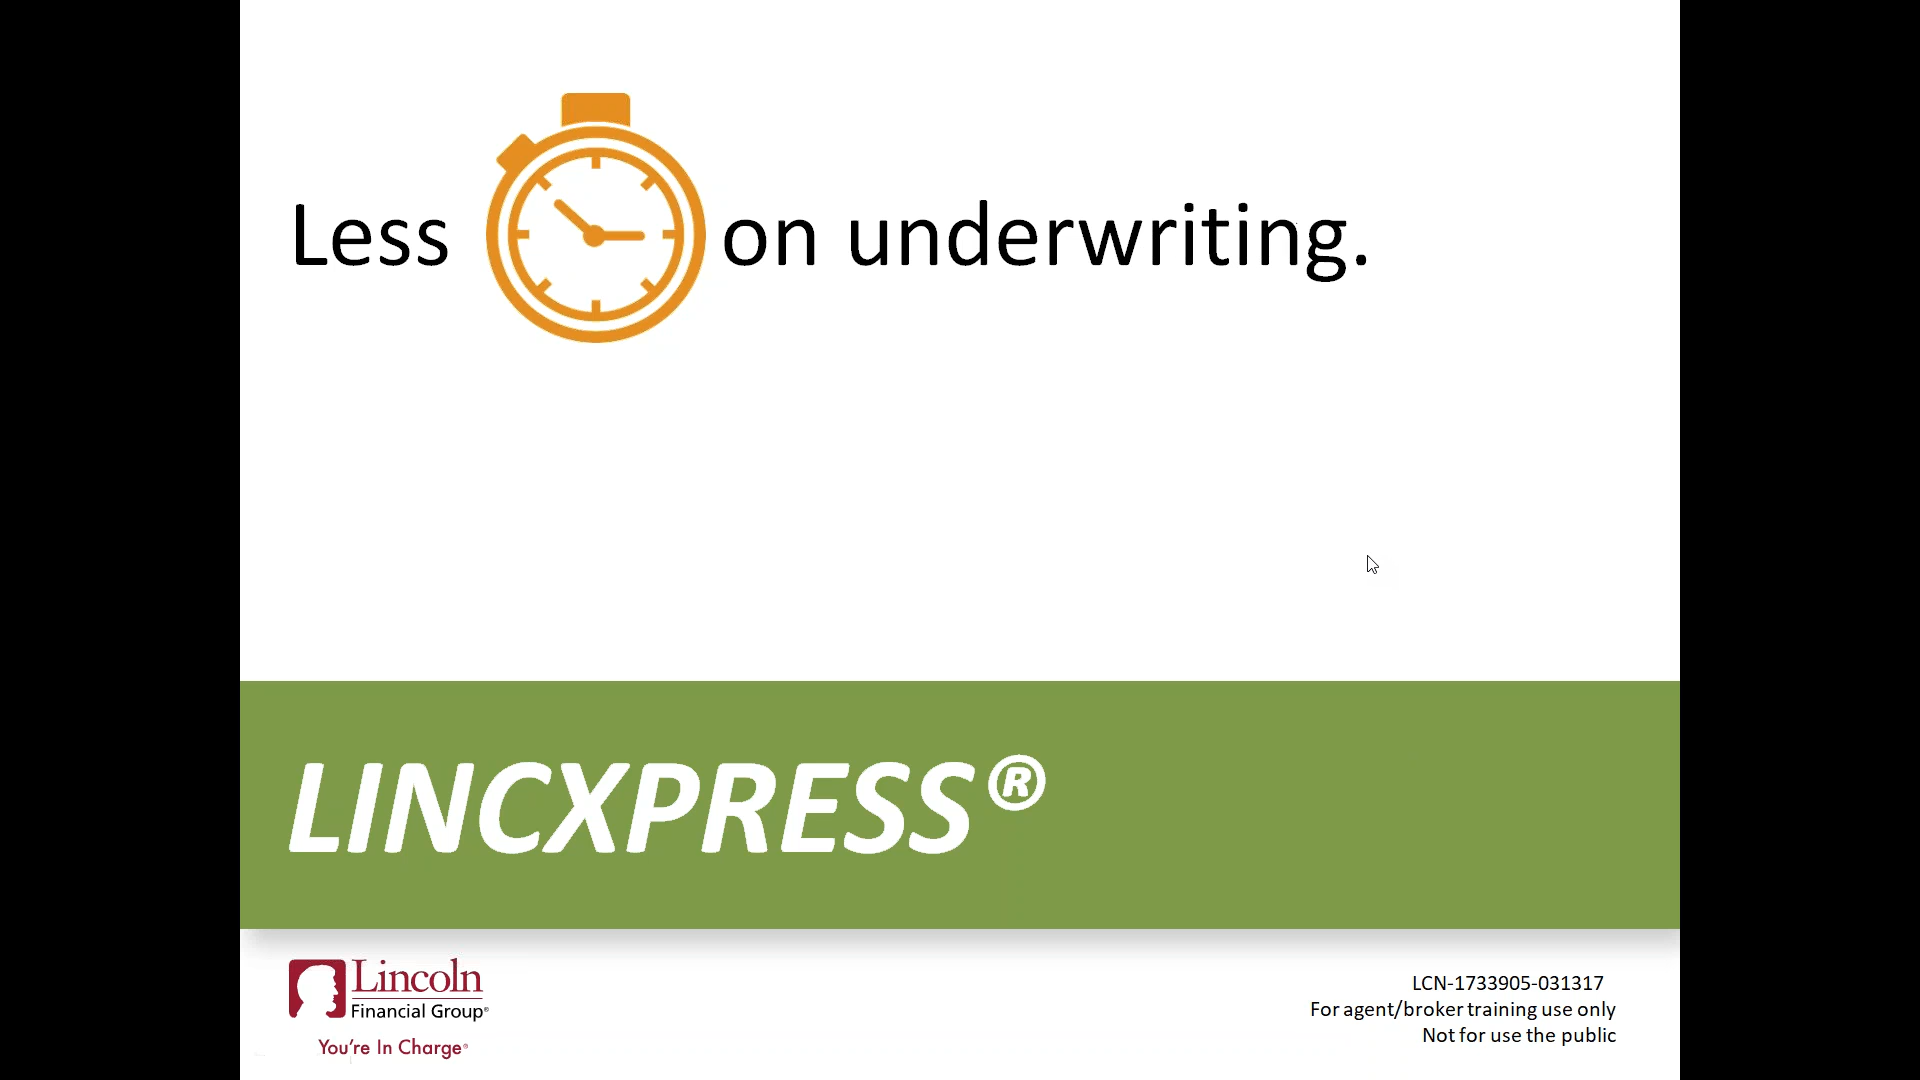 Less on underwriting.
LINCXPRESS®
Lincoln
Financial Group®
You're In Charge®
LCN-1733905-031317
For agent/broker training use only
Not for use the public